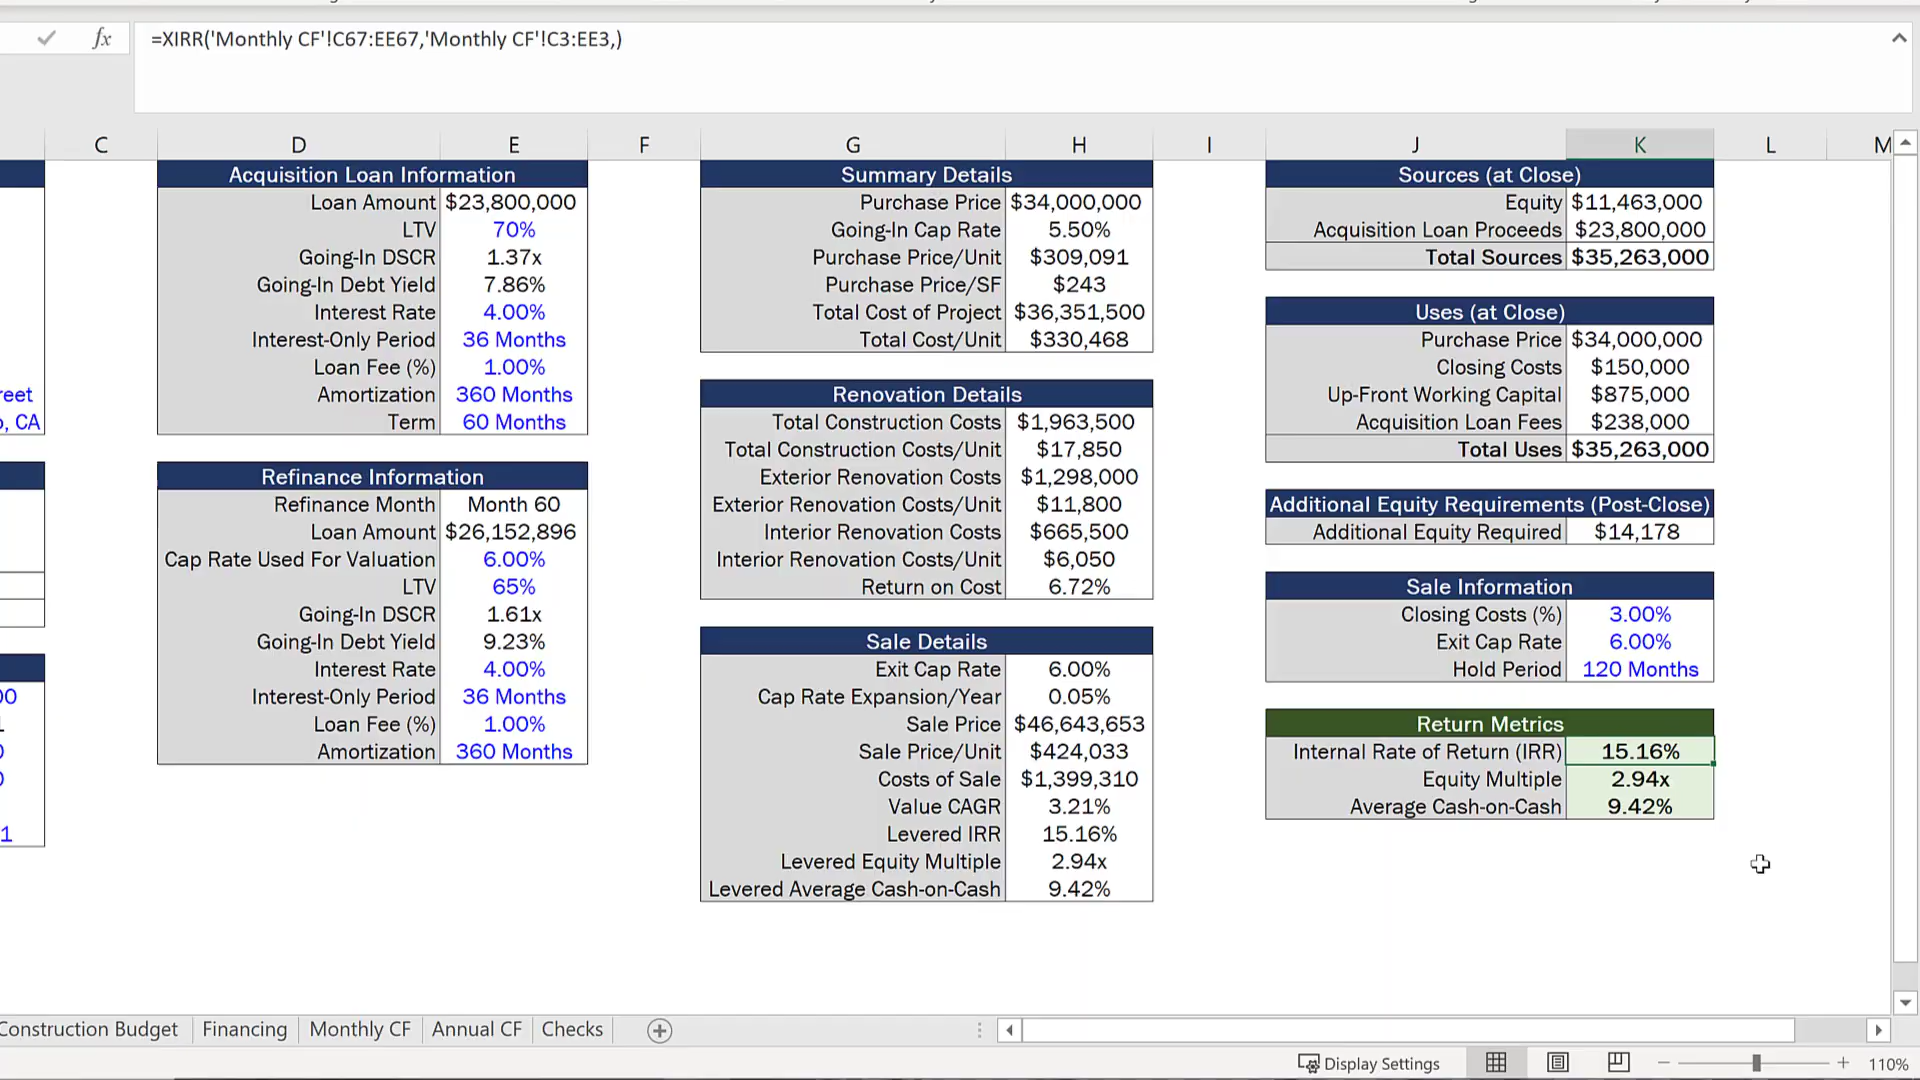 fx =XIRR('Monthly CF'!C67:EE67,'Monthly CF'!C3:EE3,)
C D E F G H I J K L M
reet
o, CA
00
1
0
0
1
Acquisition Loan Information
Loan Amount $23,800,000
LTV 70%
Going-In DSCR 1.37x
Going-In Debt Yield 7.86%
Interest Rate 4.00%
Interest-Only Period 36 Months
Loan Fee (%) 1.00%
Amortization 360 Months
Term 60 Months
Refinance Information
Refinance Month Month 60
Loan Amount $26,152,896
Cap Rate Used For Valuation 6.00%
LTV 65%
Going-In DSCR 1.61x
Going-In Debt Yield 9.23%
Interest Rate 4.00%
Interest-Only Period 36 Months
Loan Fee (%) 1.00%
Amortization 360 Months
Summary Details
Purchase Price $34,000,000
Going-In Cap Rate 5.50%
Purchase Price/Unit $309,091
Purchase Price/SF $243
Total Cost of Project $36,351,500
Total Cost/Unit $330,468
Renovation Details
Total Construction Costs $1,963,500
Total Construction Costs/Unit $17,850
Exterior Renovation Costs $1,298,000
Exterior Renovation Costs/Unit $11,800
Interior Renovation Costs $665,500
Interior Renovation Costs/Unit $6,050
Return on Cost 6.72%
Sale Details
Exit Cap Rate 6.00%
Cap Rate Expansion/Year 0.05%
Sale Price $46,643,653
Sale Price/Unit $424,033
Costs of Sale $1,399,310
Value CAGR 3.21%
Levered IRR 15.16%
Levered Equity Multiple 2.94x
Levered Average Cash-on-Cash 9.42%
Sources (at Close)
Equity $11,463,000
Acquisition Loan Proceeds $23,800,000
Total Sources $35,263,000
Uses (at Close)
Purchase Price $34,000,000
Closing Costs $150,000
Up-Front Working Capital $875,000
Acquisition Loan Fees $238,000
Total Uses $35,263,000
Additional Equity Requirements (Post-Close)
Additional Equity Required $14,178
Sale Information
Closing Costs (%) 3.00%
Exit Cap Rate 6.00%
Hold Period 120 Months
Return Metrics
Internal Rate of Return (IRR) 15.16%
Equity Multiple 2.94x
Average Cash-on-Cash 9.42%
Construction Budget Financing Monthly CF Annual CF Checks
Display Settings 110%